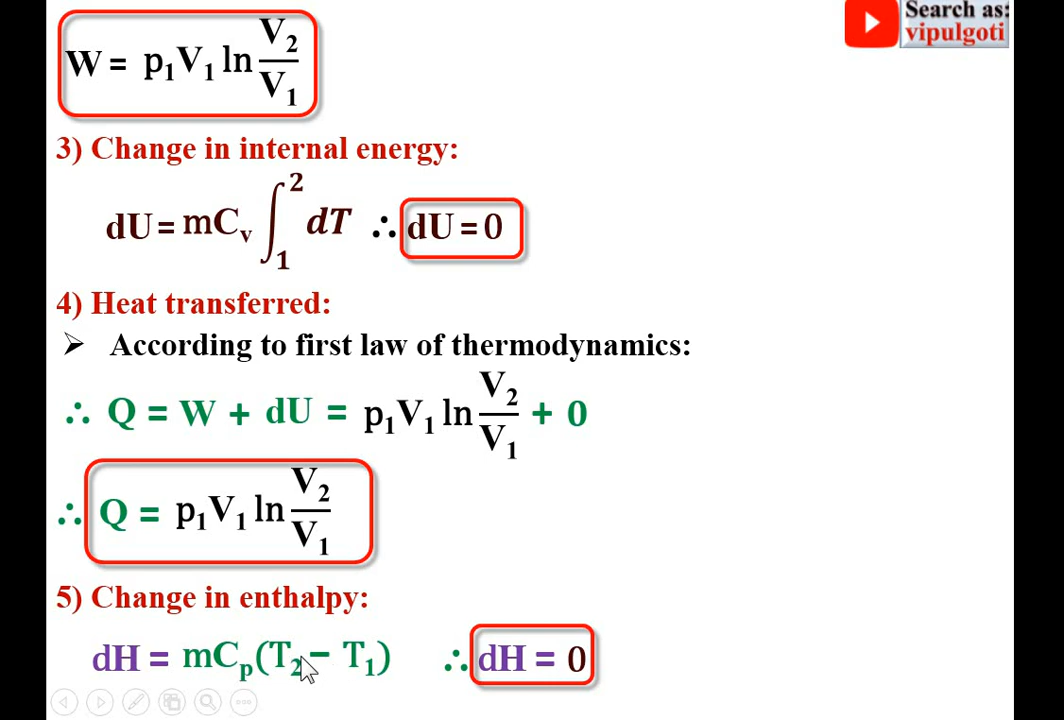 Search as:
vipulgoti
W = p₁V₁ ln V₂/V₁
3) Change in internal energy:
dU = mCᵥ ∫₁² dT ∴ dU = 0
4) Heat transferred:
➢ According to first law of thermodynamics:
∴ Q = W + dU = p₁V₁ ln V₂/V₁ + 0
∴ Q = p₁V₁ ln V₂/V₁
5) Change in enthalpy:
dH = mCₚ(T₂ − T₁) ∴ dH = 0